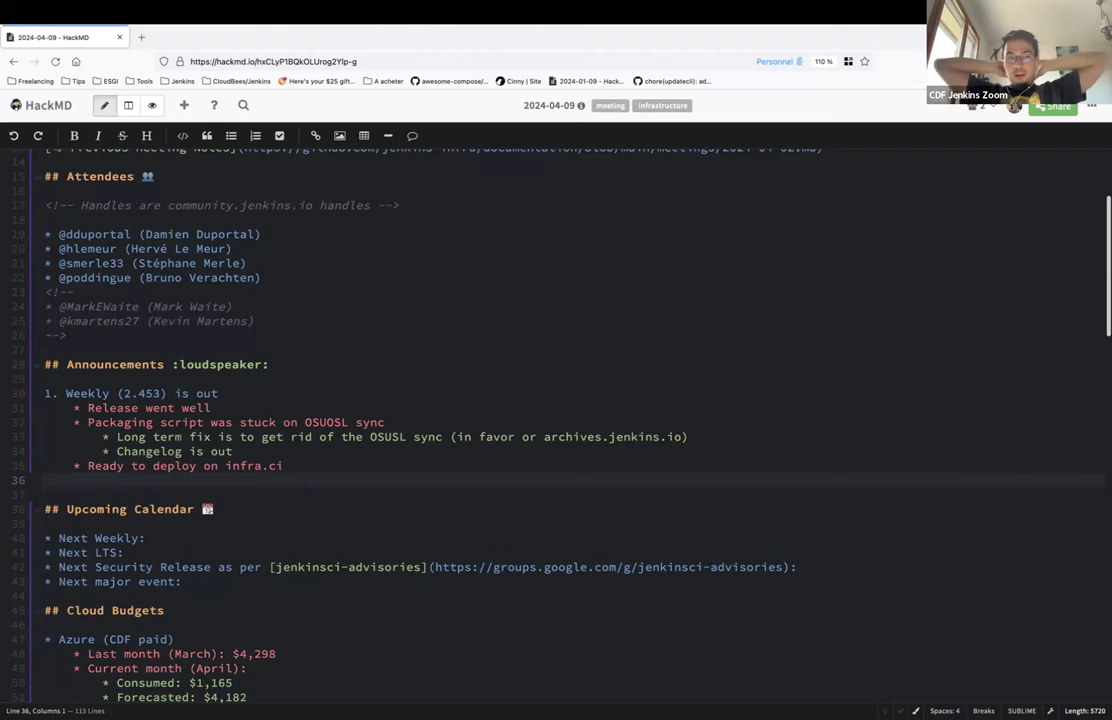 2024-04-09 - HackMD
https://hackmd.io/hxCLyP1BQkOLUrog2YIp-g
Personnel
110 %
Freelancing
Tips
ESGI
Tools
Jenkins
CloudBees/Jenkins
Here's your $25 gift...
A acheter
awesome-compose/...
Cinny | Site
2024-01-09 - Hack...
chore(updatecli): ad...
CDF Jenkins Zoom
HackMD
2024-04-09
meeting
infrastructure
2
Share
B I S H
14
15 ## Attendees
16
17 <!-- Handles are community.jenkins.io handles -->
18
19 * @dduportal (Damien Duportal)
20 * @hlemeur (Hervé Le Meur)
21 * @smerle33 (Stéphane Merle)
22 * @poddingue (Bruno Verachten)
23 <!--
24 * @MarkEWaite (Mark Waite)
25 * @kmartens27 (Kevin Martens)
26 -->
27
28 ## Announcements :loudspeaker:
29
30 1. Weekly (2.453) is out
31 * Release went well
32 * Packaging script was stuck on OSUOSL sync
33 * Long term fix is to get rid of the OSUSL sync (in favor or archives.jenkins.io)
34 * Changelog is out
35 * Ready to deploy on infra.ci
36
37
38 ## Upcoming Calendar
39
40 * Next Weekly:
41 * Next LTS:
42 * Next Security Release as per [jenkinsci-advisories](https://groups.google.com/g/jenkinsci-advisories):
43 * Next major event:
44
45 ## Cloud Budgets
46
47 * Azure (CDF paid)
48 * Last month (March): $4,298
49 * Current month (April):
50 * Consumed: $1,165
51 * Forecasted: $4,182
Line 36, Columns 1 — 113 Lines
Spaces: 4
Breaks
SUBLIME
Length: 5720